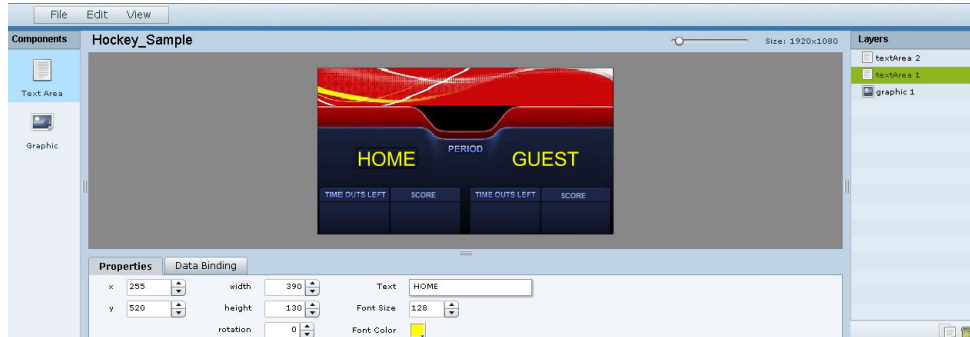 File Edit View
Components
Hockey_Sample
Size: 1920x1080
Layers
Text Area
Graphic
textArea 2
textArea 1
graphic 1
PERIOD
HOME
GUEST
TIME OUTS LEFT
SCORE
TIME OUTS LEFT
SCORE
Properties Data Binding
x 255 width 390 Text HOME
y 520 height 130 Font Size 128
rotation 0 Font Color